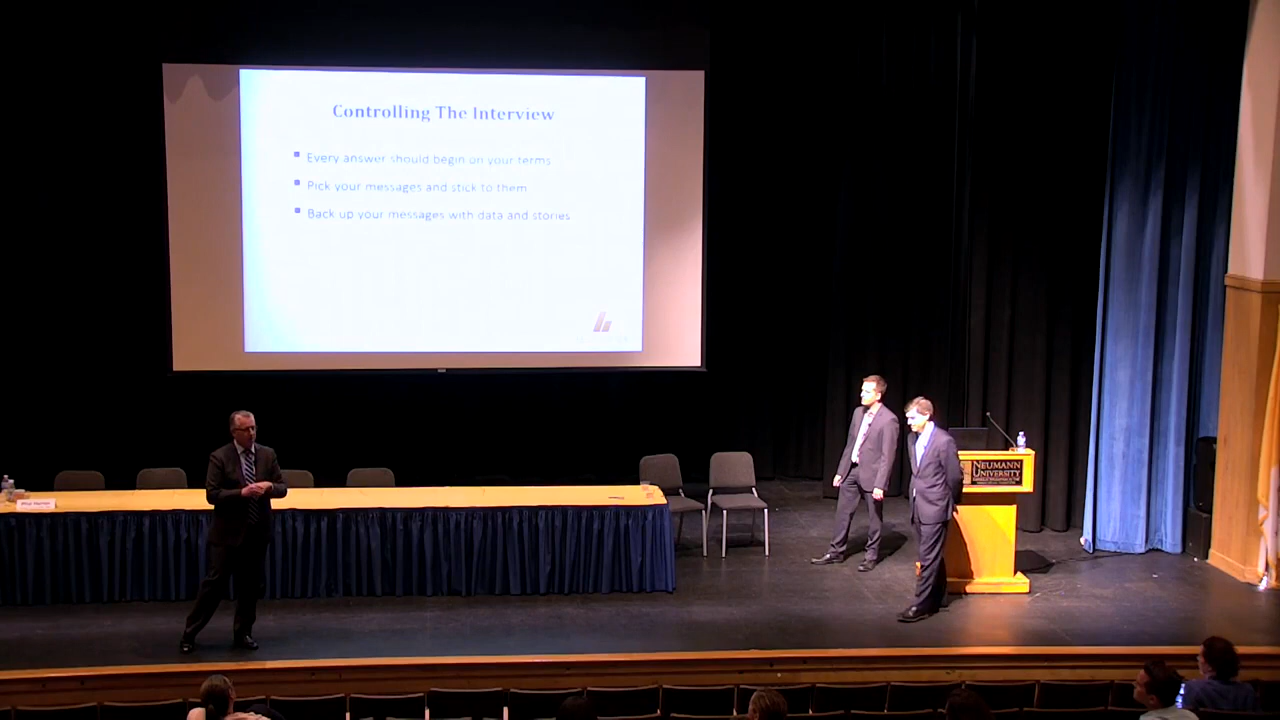 Controlling The Interview
Every answer should begin on your terms
Pick your messages and stick to them
Back up your messages with data and stories
NEUMANN
UNIVERSITY